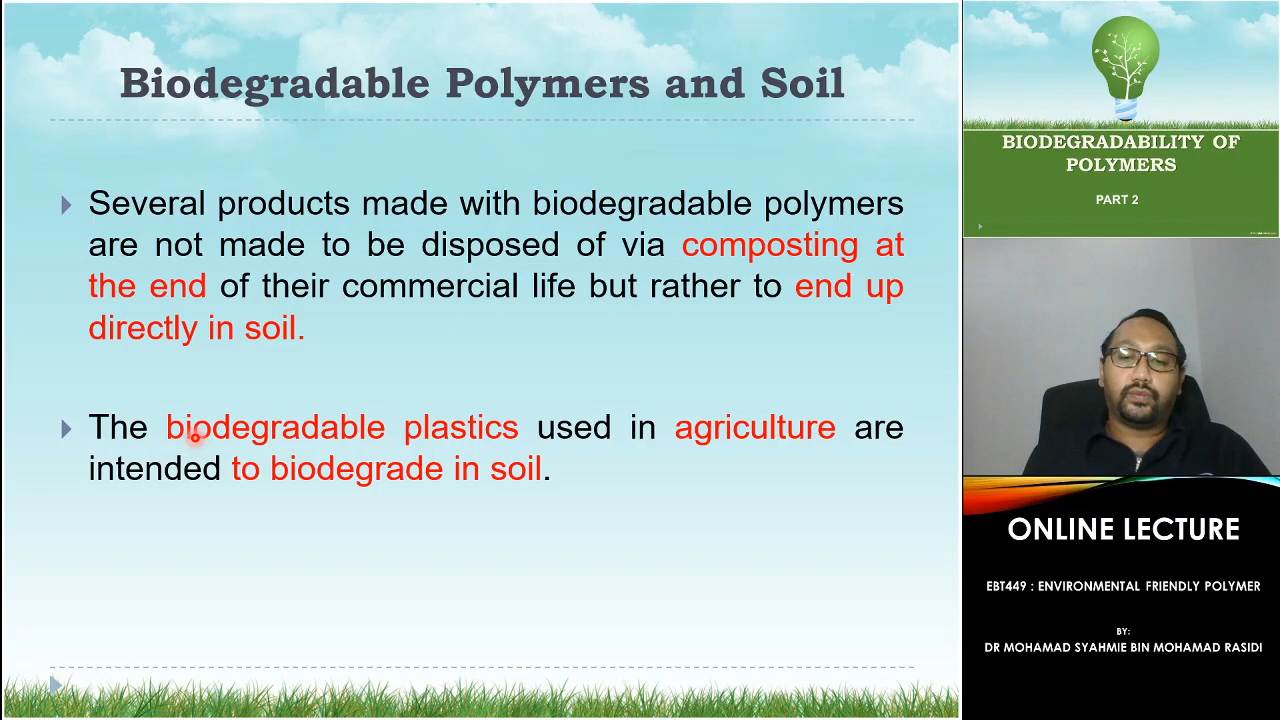 Biodegradable Polymers and Soil
Several products made with biodegradable polymers
are not made to be disposed of via composting at
the end of their commercial life but rather to end up
directly in soil.
The biodegradable plastics used in agriculture are
intended to biodegrade in soil.
BIODEGRADABILITY OF
POLYMERS
PART 2
ONLINE LECTURE
EBT449 : ENVIRONMENTAL FRIENDLY POLYMER
BY:
DR MOHAMAD SYAHMIE BIN MOHAMAD RASIDI